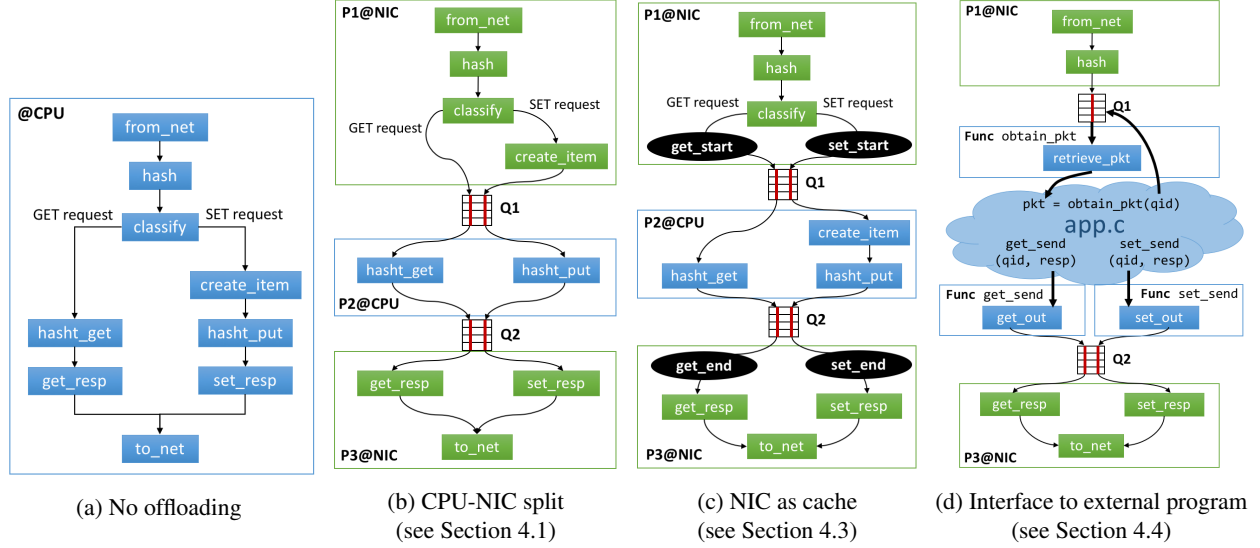 @CPU
from_net
hash
GET request
SET request
classify
create_item
hasht_get
hasht_put
get_resp
set_resp
to_net
(a) No offloading
P1@NIC
from_net
hash
SET request
classify
GET request
create_item
Q1
hasht_get
hasht_put
P2@CPU
Q2
get_resp
set_resp
to_net
P3@NIC
(b) CPU-NIC split
(see Section 4.1)
P1@NIC
from_net
hash
GET request
SET request
classify
get_start
set_start
Q1
P2@CPU
create_item
hasht_get
hasht_put
Q2
get_end
set_end
get_resp
set_resp
to_net
P3@NIC
(c) NIC as cache
(see Section 4.3)
P1@NIC
from_net
hash
Q1
Func obtain_pkt
retrieve_pkt
pkt = obtain_pkt(qid)
app.c
get_send
(qid, resp)
set_send
(qid, resp)
Func get_send
Func set_send
get_out
set_out
Q2
get_resp
set_resp
to_net
P3@NIC
(d) Interface to external program
(see Section 4.4)